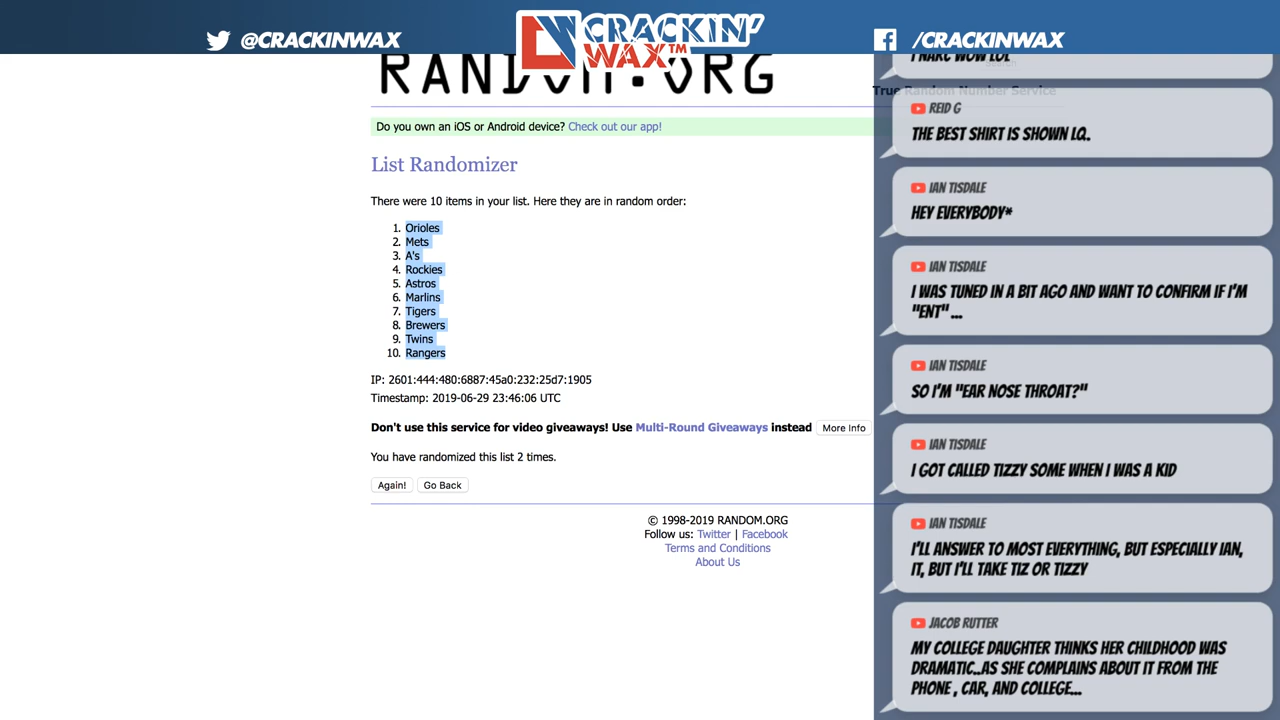 @CRACKINWAX
CRACKIN'
WAX™
/CRACKINWAX
RANDOM.ORG
True Random Number Service
Do you own an iOS or Android device? Check out our app!
List Randomizer
There were 10 items in your list. Here they are in random order:
1. Orioles
2. Mets
3. A's
4. Rockies
5. Astros
6. Marlins
7. Tigers
8. Brewers
9. Twins
10. Rangers
IP: 2601:444:480:6887:45a0:232:25d7:1905
Timestamp: 2019-06-29 23:46:06 UTC
Don't use this service for video giveaways! Use Multi-Round Giveaways instead More Info
You have randomized this list 2 times.
Again! Go Back
© 1998-2019 RANDOM.ORG
Follow us: Twitter | Facebook
Terms and Conditions
About Us
I NARC WOW LOL
REID G
THE BEST SHIRT IS SHOWN LQ..
IAN TISDALE
HEY EVERYBODY*
IAN TISDALE
I WAS TUNED IN A BIT AGO AND WANT TO CONFIRM IF I'M
"ENT" ...
IAN TISDALE
SO I'M "EAR NOSE THROAT?"
IAN TISDALE
I GOT CALLED TIZZY SOME WHEN I WAS A KID
IAN TISDALE
I'LL ANSWER TO MOST EVERYTHING, BUT ESPECIALLY IAN,
IT, BUT I'LL TAKE TIZ OR TIZZY
JACOB RUTTER
MY COLLEGE DAUGHTER THINKS HER CHILDHOOD WAS
DRAMATIC..AS SHE COMPLAINS ABOUT IT FROM THE
PHONE , CAR, AND COLLEGE...